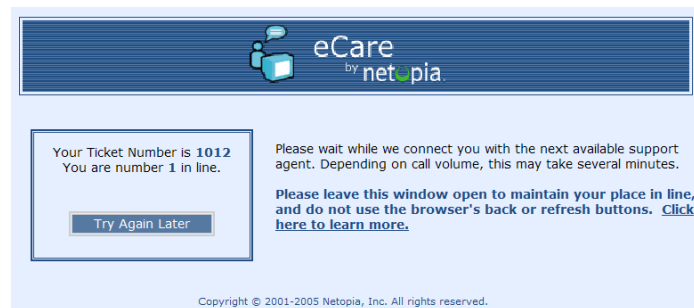 eCare
by netopia.
Your Ticket Number is 1012
You are number 1 in line.
Try Again Later
Please wait while we connect you with the next available support
agent. Depending on call volume, this may take several minutes.
Please leave this window open to maintain your place in line,
and do not use the browser's back or refresh buttons. Click
here to learn more.
Copyright © 2001-2005 Netopia, Inc. All rights reserved.